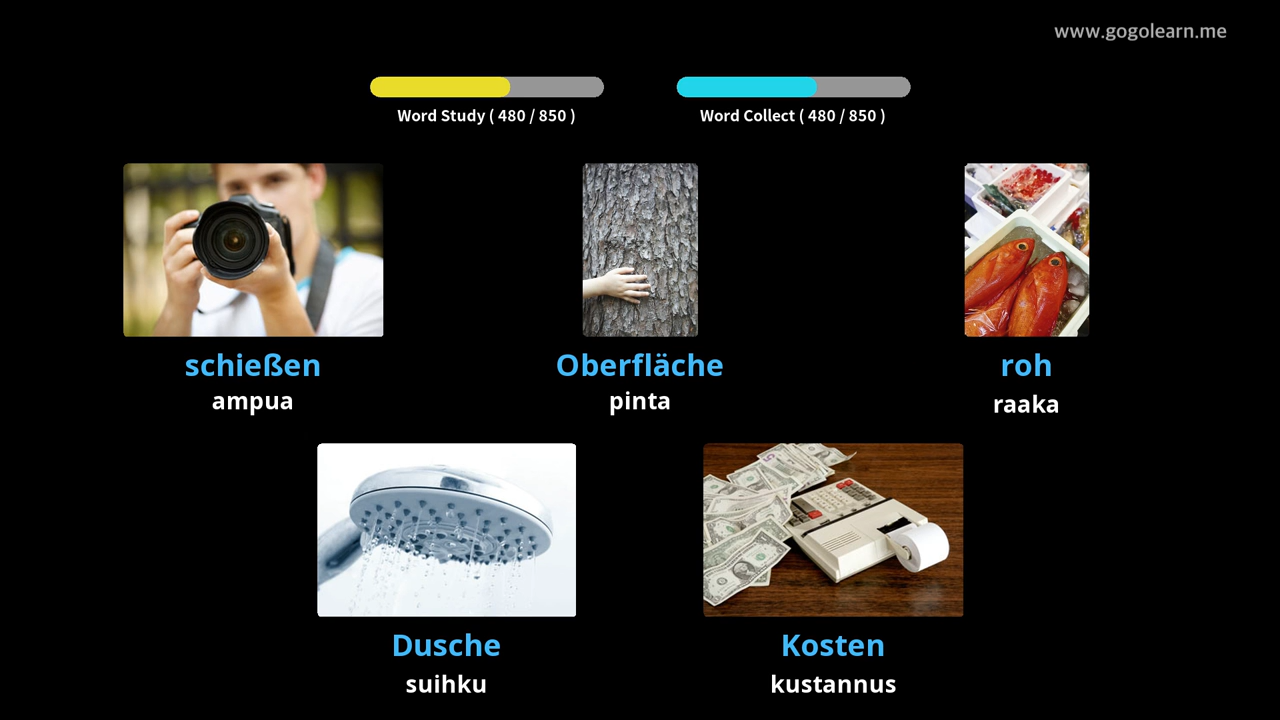 www.gogolearn.me
Word Study ( 480 / 850 )
Word Collect ( 480 / 850 )
schießen
ampua
Oberfläche
pinta
roh
raaka
Dusche
suihku
Kosten
kustannus